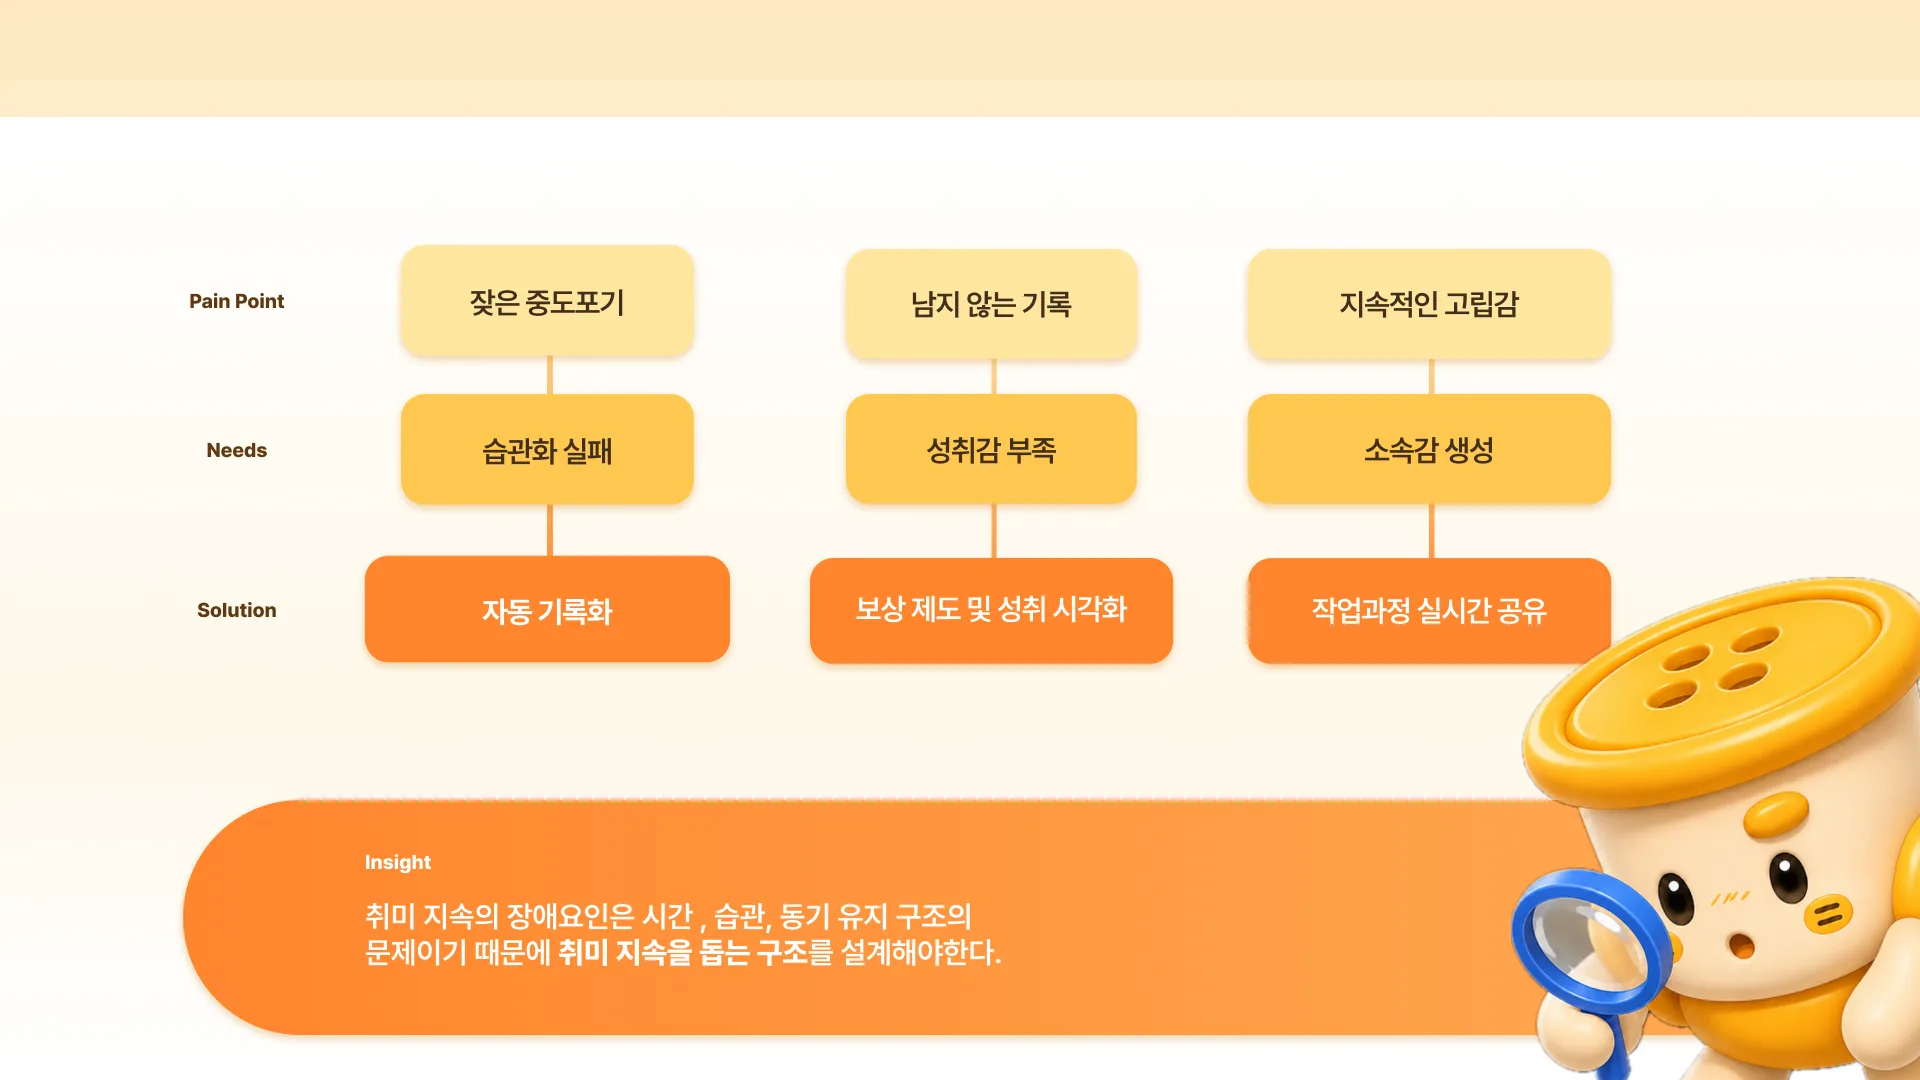 Pain Point
잦은 중도포기
남지 않는 기록
지속적인 고립감
Needs
습관화 실패
성취감 부족
소속감 생성
Solution
자동 기록화
보상 제도 및 성취 시각화
작업과정 실시간 공유
Insight
취미 지속의 장애요인은 시간 , 습관, 동기 유지 구조의
문제이기 때문에 취미 지속을 돕는 구조를 설계해야한다.